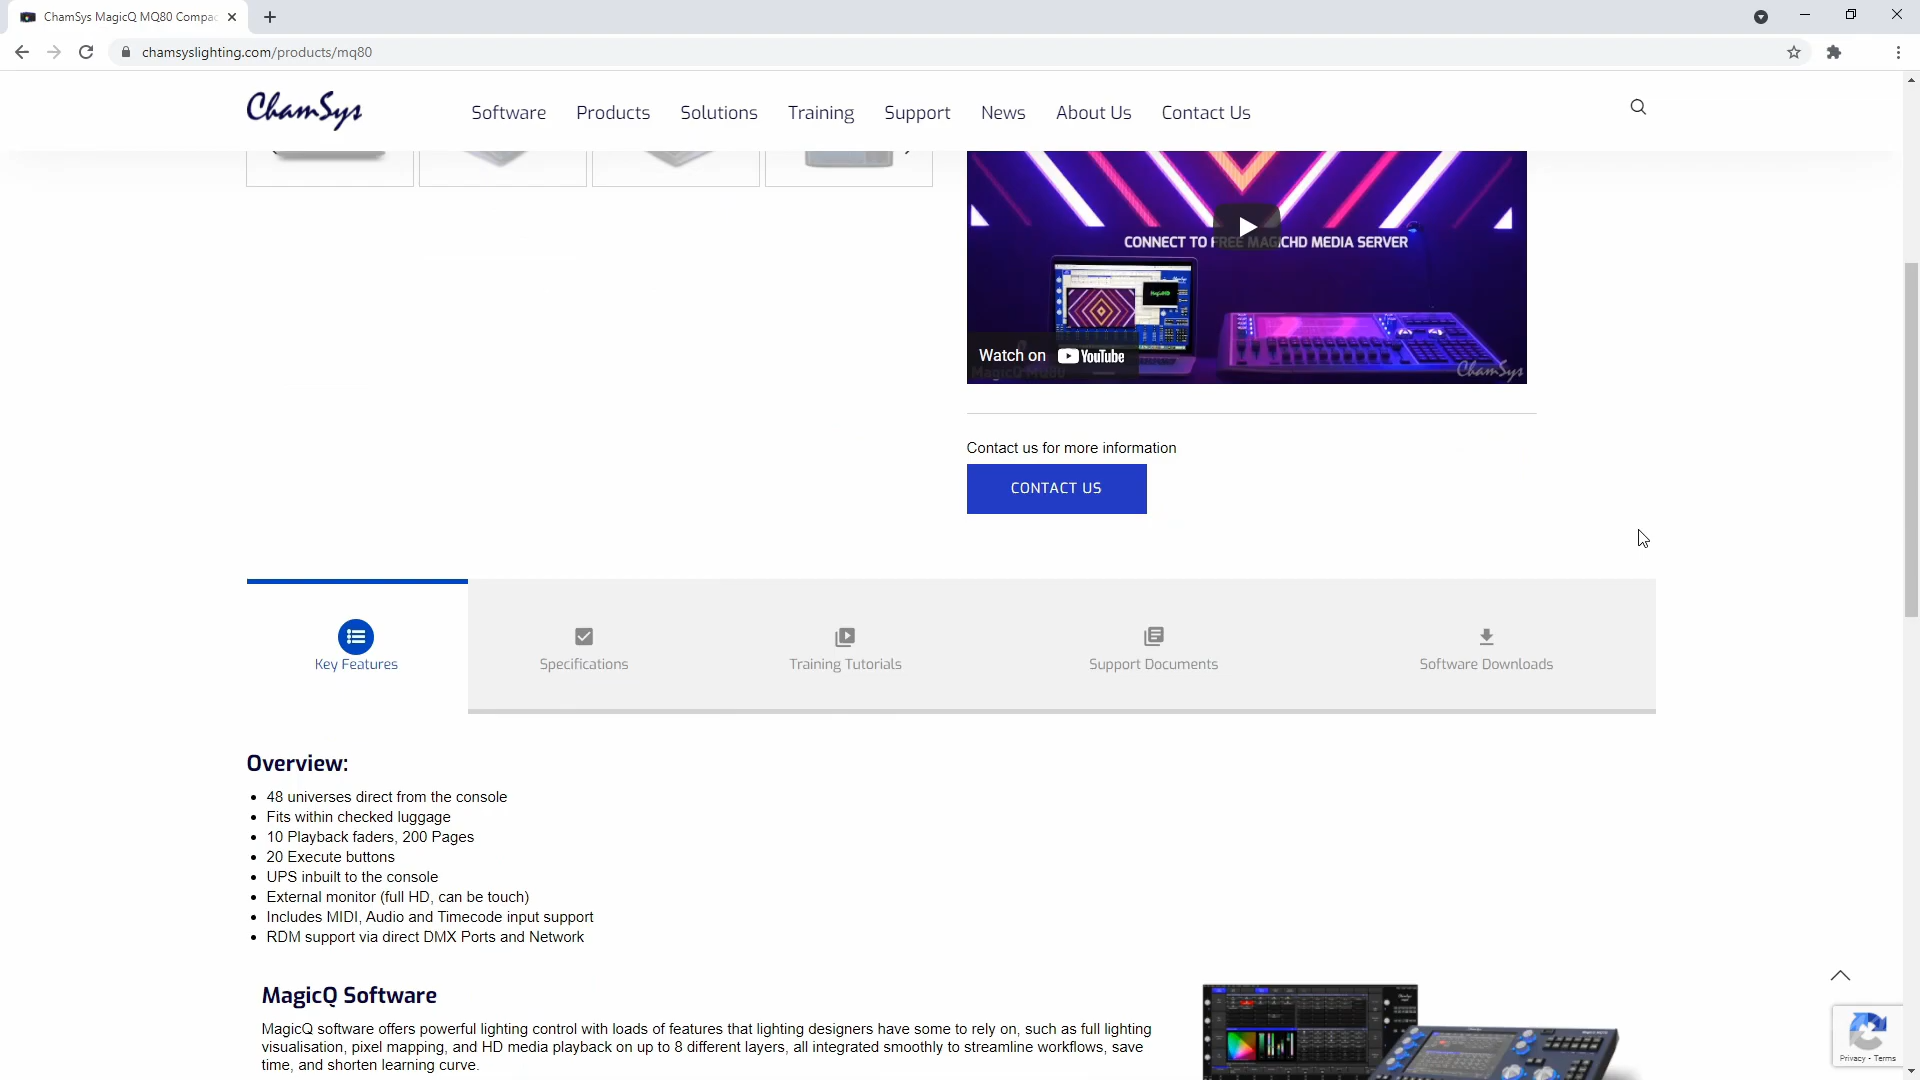 ChamSys MagicQ MQ80 Compac
chamsyslighting.com/products/mq80
ChamSys
Software
Products
Solutions
Training
Support
News
About Us
Contact Us
CONNECT TO FREE MAGICHD MEDIA SERVER
MagicHD
Watch on YouTube
MagicQ MQ80
ChamSys
Contact us for more information
CONTACT US
Key Features
Specifications
Training Tutorials
Support Documents
Software Downloads
Overview:
• 48 universes direct from the console
• Fits within checked luggage
• 10 Playback faders, 200 Pages
• 20 Execute buttons
• UPS inbuilt to the console
• External monitor (full HD, can be touch)
• Includes MIDI, Audio and Timecode input support
• RDM support via direct DMX Ports and Network
MagicQ Software
MagicQ software offers powerful lighting control with loads of features that lighting designers have some to rely on, such as full lighting
visualisation, pixel mapping, and HD media playback on up to 8 different layers, all integrated smoothly to streamline workflows, save
time, and shorten learning curve.
Privacy - Terms